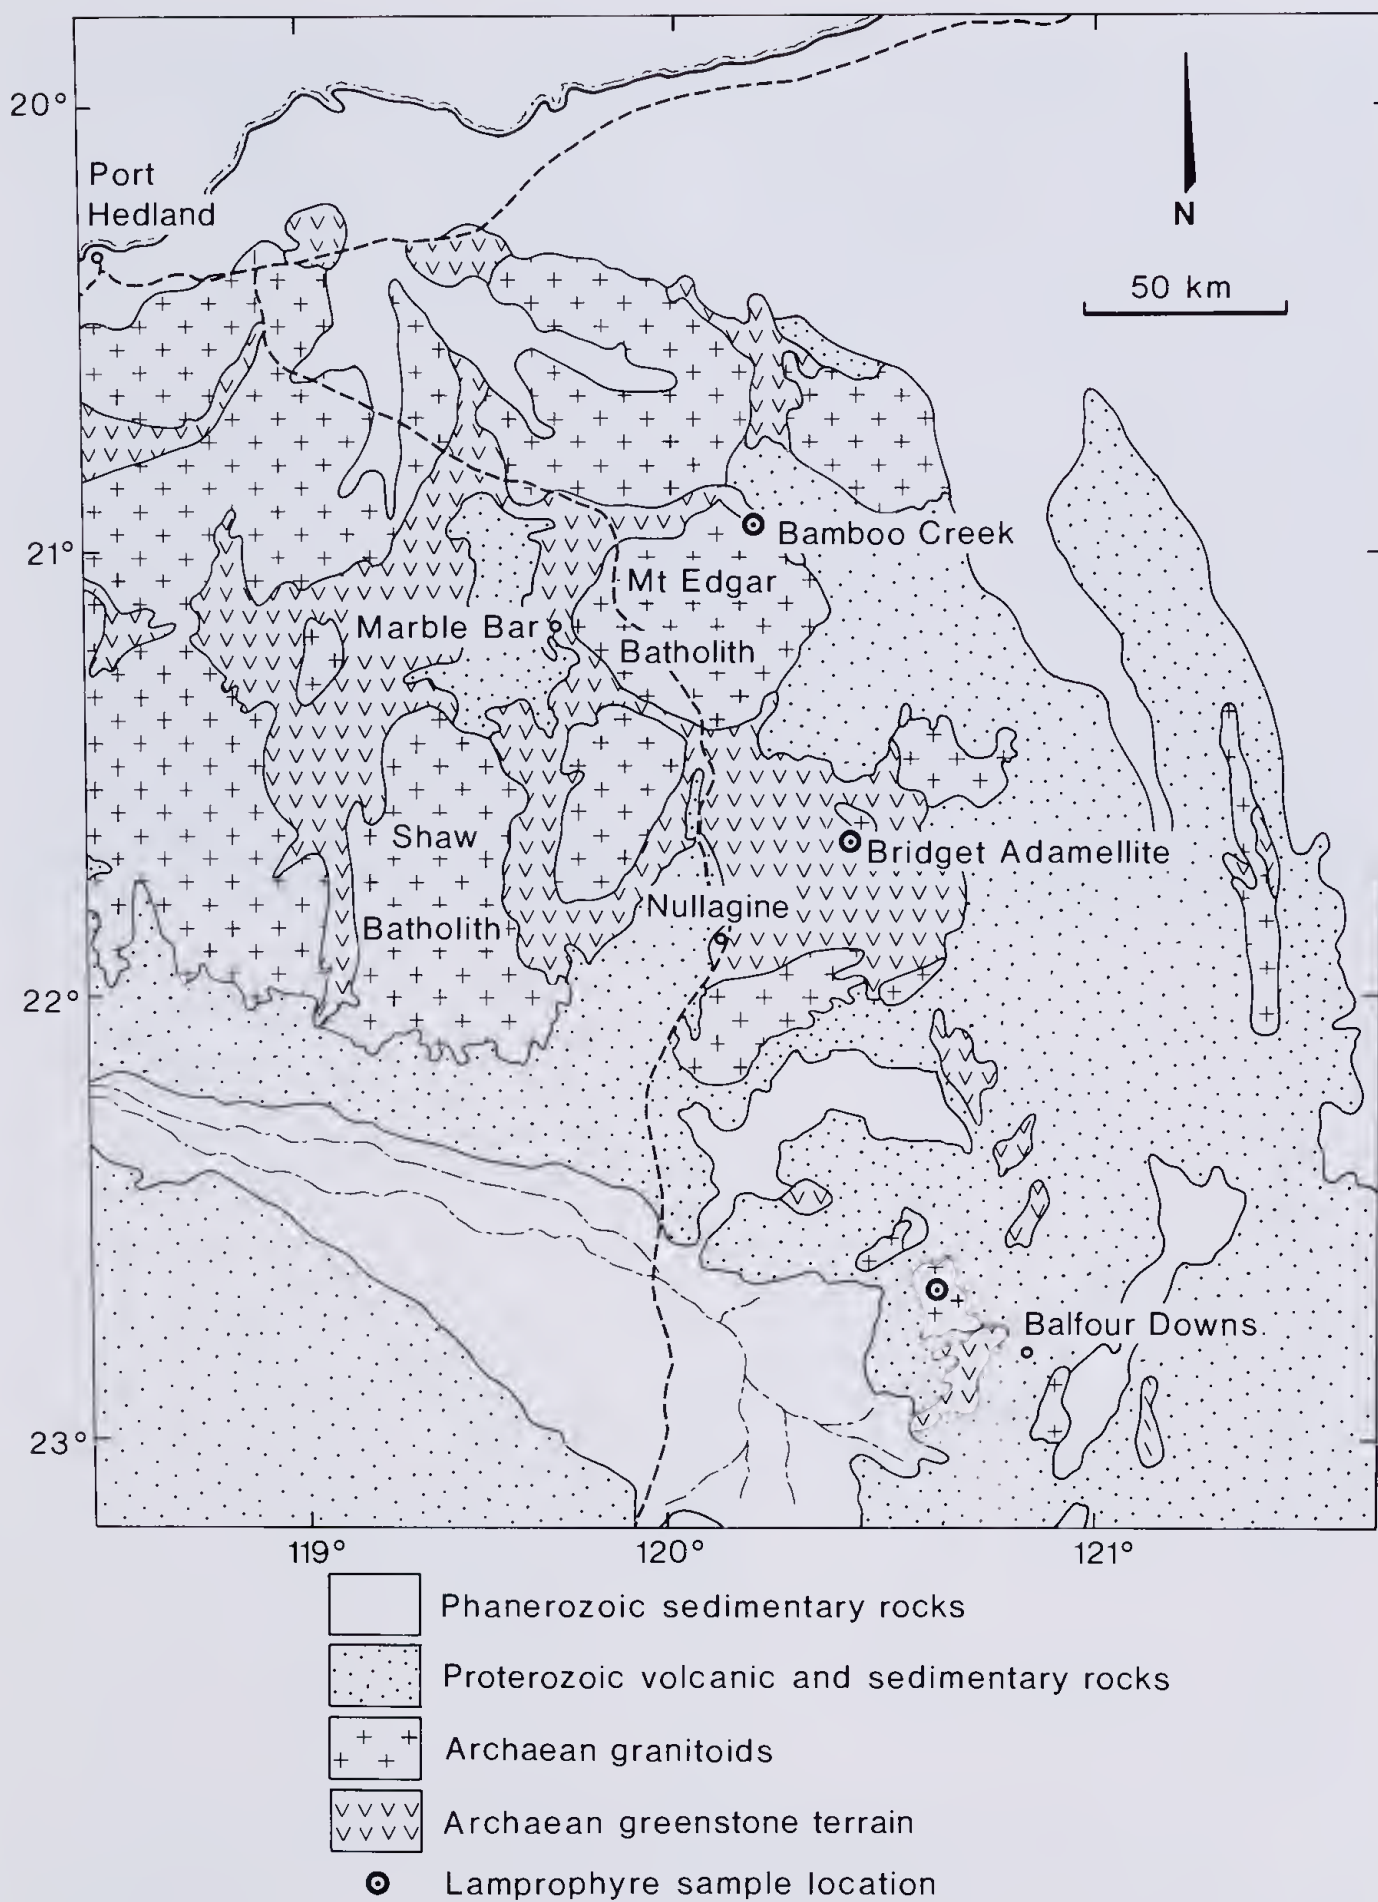 20°
Port
Hedland
N
50 km
Bamboo Creek
21°
Mt Edgar
Marble Bar
Batholith
Shaw
Bridget Adamellite
Nullagine
Batholith
22°
Balfour Downs.
23°
119° 120° 121°
Phanerozoic sedimentary rocks
Proterozoic volcanic and sedimentary rocks
Archaean granitoids
Archaean greenstone terrain
Lamprophyre sample location